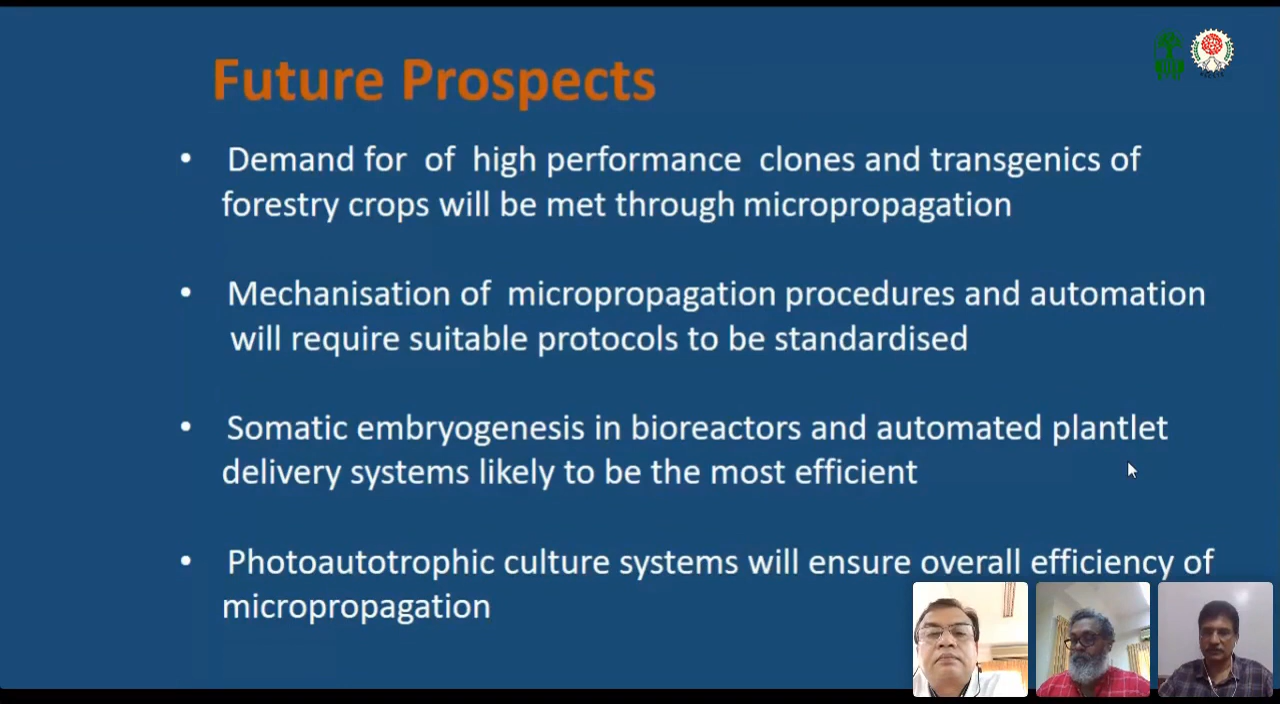 Future Prospects
• Demand for of high performance clones and transgenics of
forestry crops will be met through micropropagation
• Mechanisation of micropropagation procedures and automation
will require suitable protocols to be standardised
• Somatic embryogenesis in bioreactors and automated plantlet
delivery systems likely to be the most efficient
• Photoautotrophic culture systems will ensure overall efficiency of
micropropagation